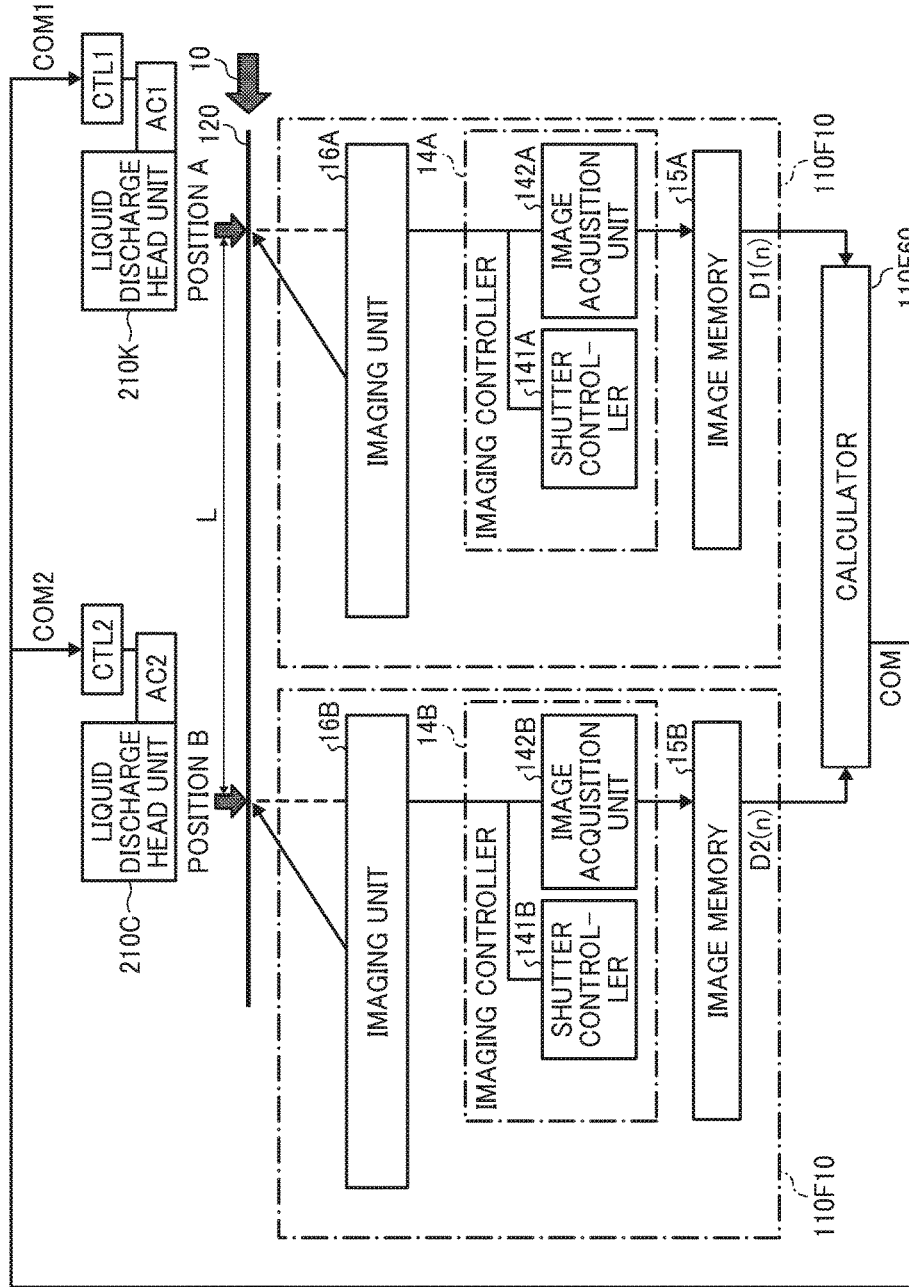 COM2
COM1
LIQUID
DISCHARGE
HEAD UNIT
CTL2
AC2
210C
LIQUID
DISCHARGE
HEAD UNIT
CTL1
AC1
210K
POSITION B
POSITION A
L
10
120
IMAGING UNIT
16B
IMAGING CONTROLLER
14B
141B
142B
SHUTTER
CONTROL-
LER
IMAGE
ACQUISITION
UNIT
15B
IMAGE MEMORY
D2(n)
110F10
IMAGING UNIT
16A
IMAGING CONTROLLER
14A
141A
142A
SHUTTER
CONTROL-
LER
IMAGE
ACQUISITION
UNIT
15A
IMAGE MEMORY
D1(n)
110F10
CALCULATOR
COM